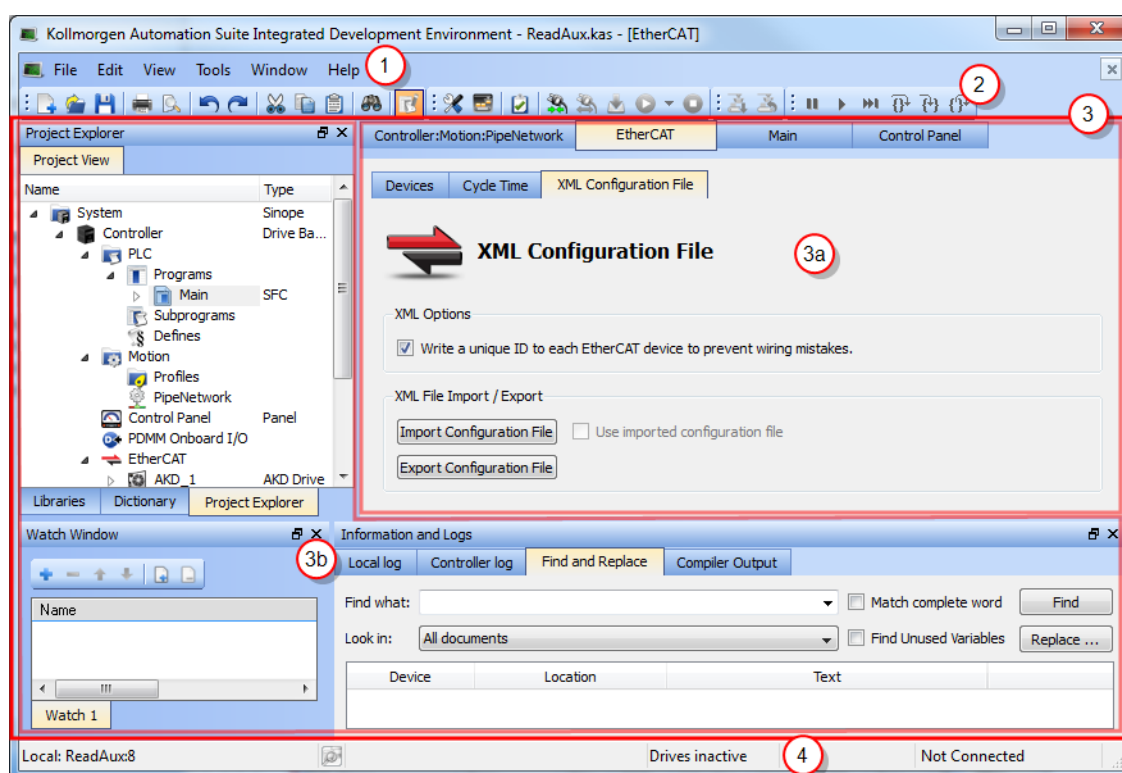 Kollmorgen Automation Suite Integrated Development Environment - ReadAux.kas - [EtherCAT]
File Edit View Tools Window Help
1
2
3
Project Explorer
Project View
Name Type
System Sinope
Controller Drive Ba...
PLC
Programs
Main SFC
Subprograms
Defines
Motion
Profiles
PipeNetwork
Control Panel Panel
PDMM Onboard I/O
EtherCAT
AKD_1 AKD Drive
Libraries Dictionary Project Explorer
Controller:Motion:PipeNetwork EtherCAT Main Control Panel
Devices Cycle Time XML Configuration File
XML Configuration File
3a
XML Options
Write a unique ID to each EtherCAT device to prevent wiring mistakes.
XML File Import / Export
Import Configuration File Use imported configuration file
Export Configuration File
Watch Window
3b
Name
Watch 1
Information and Logs
Local log Controller log Find and Replace Compiler Output
Find what: Match complete word Find
Look in: All documents Find Unused Variables Replace ...
Device Location Text
Local: ReadAux:8 Drives inactive 4 Not Connected